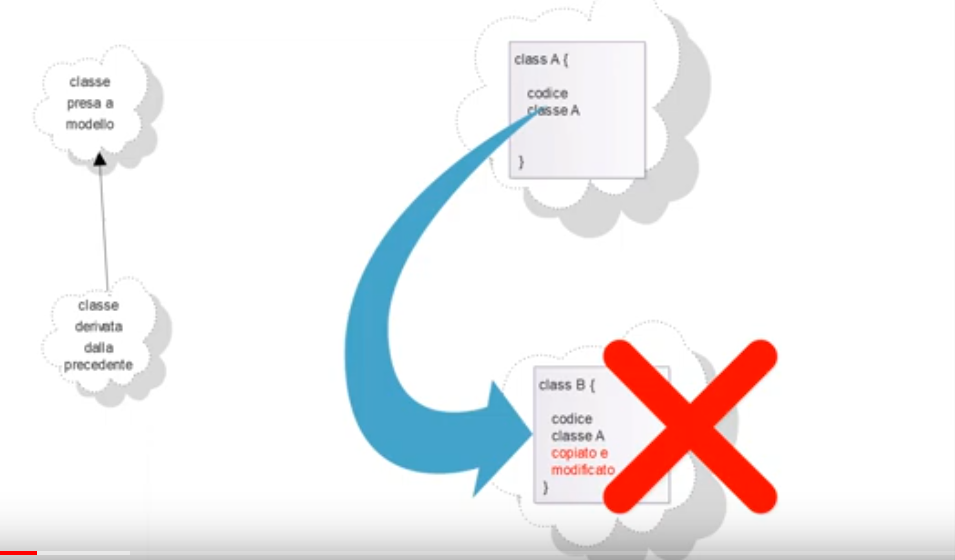 classe
presa a
modello
classe
derivata
dalla
precedente
class A {
codice
classe A
}
class B {
codice
classe A
copiato e
modificato
}